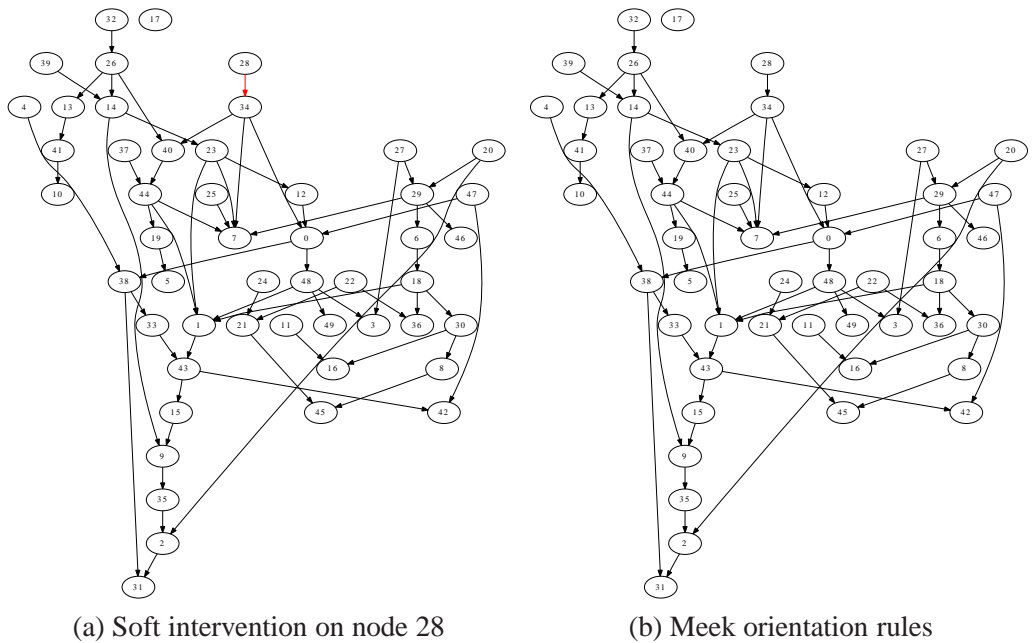 32 17 32 17
39 26 28 39 26 28
4 13 14 34 4 13 14 34
41 37 40 23 27 20 41 37 40 23 27 20
10 44 25 12 29 47 10 44 25 12 29 47
19 7 0 6 46 19 7 0 6 46
38 5 24 48 22 18 38 5 24 48 22 18
33 1 21 11 49 3 36 30 33 1 21 11 49 3 36 30
43 16 8 43 16 8
15 45 42 15 45 42
9 9
35 35
2 2
31 31
(a) Soft intervention on node 28 (b) Meek orientation rules